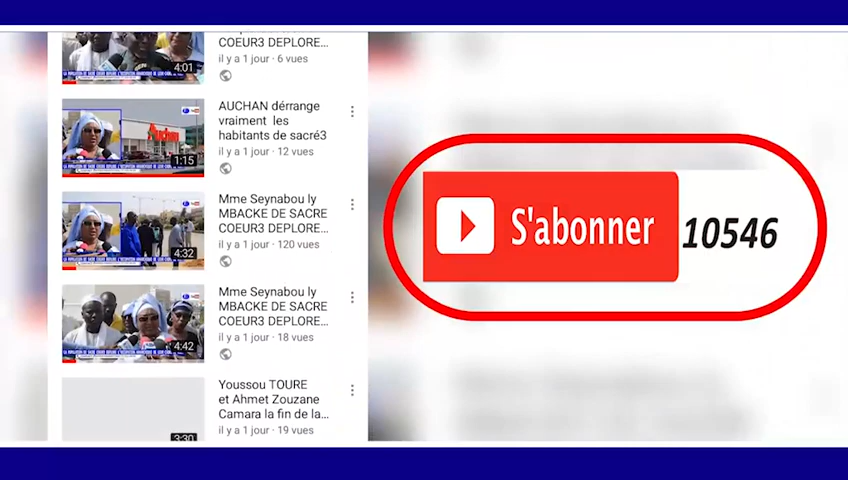 COEUR3 DEPLORE...
il y a 1 jour · 6 vues
4:01
AUCHAN dérrange
vraiment les
habitants de sacré3
il y a 1 jour · 12 vues
Auchan
1:15
Mme Seynabou ly
MBACKE DE SACRE
COEUR3 DEPLORE...
il y a 1 jour · 120 vues
4:32
Mme Seynabou ly
MBACKE DE SACRE
COEUR3 DEPLORE...
il y a 1 jour · 18 vues
4:42
Youssou TOURE
et Ahmet Zouzane
Camara la fin de la...
il y a 1 jour · 19 vues
3:30
S'abonner
10546